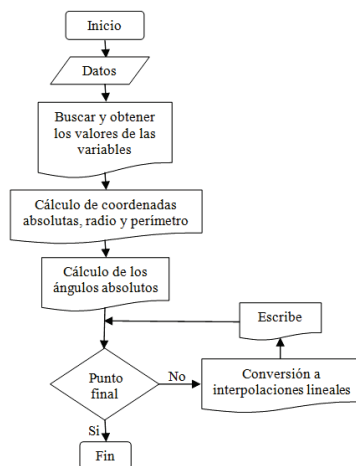 Inicio
Datos
Buscar y obtener
los valores de las
variables
Cálculo de coordenadas
absolutas, radio y perímetro
Cálculo de los
ángulos absolutos
Escribe
Punto
final
No
Conversión a
interpolaciones lineales
Si
Fin